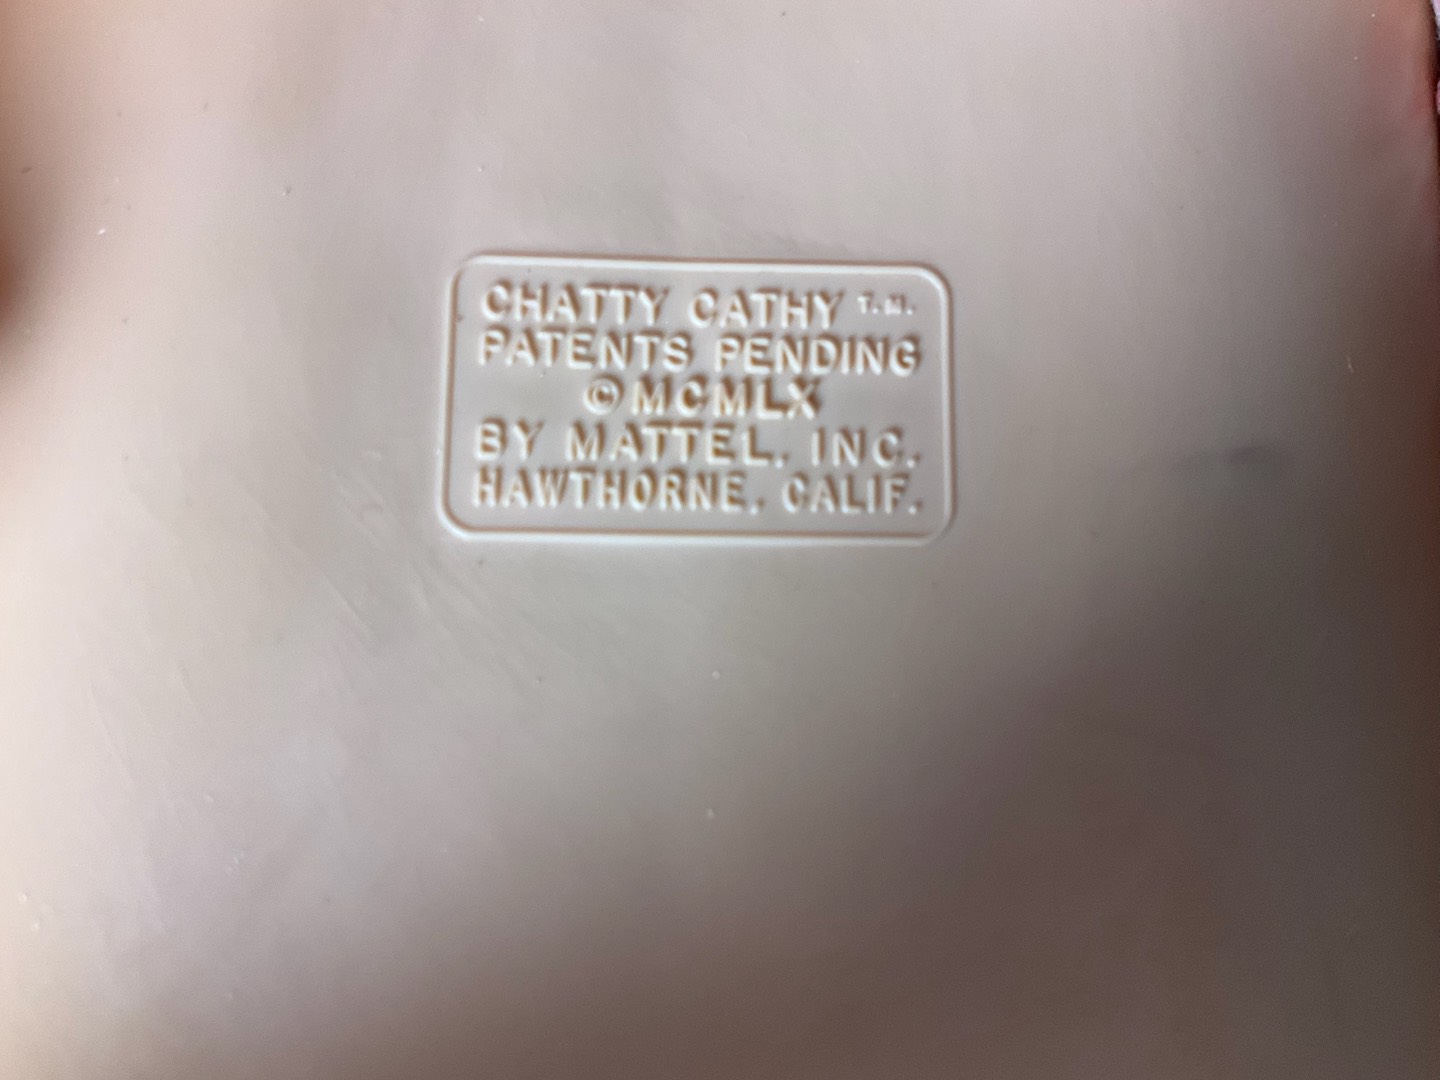 CHATTY CATHY T.M.
PATENTS PENDING
© MCMLX
BY MATTEL, INC.
HAWTHORNE, CALIF.